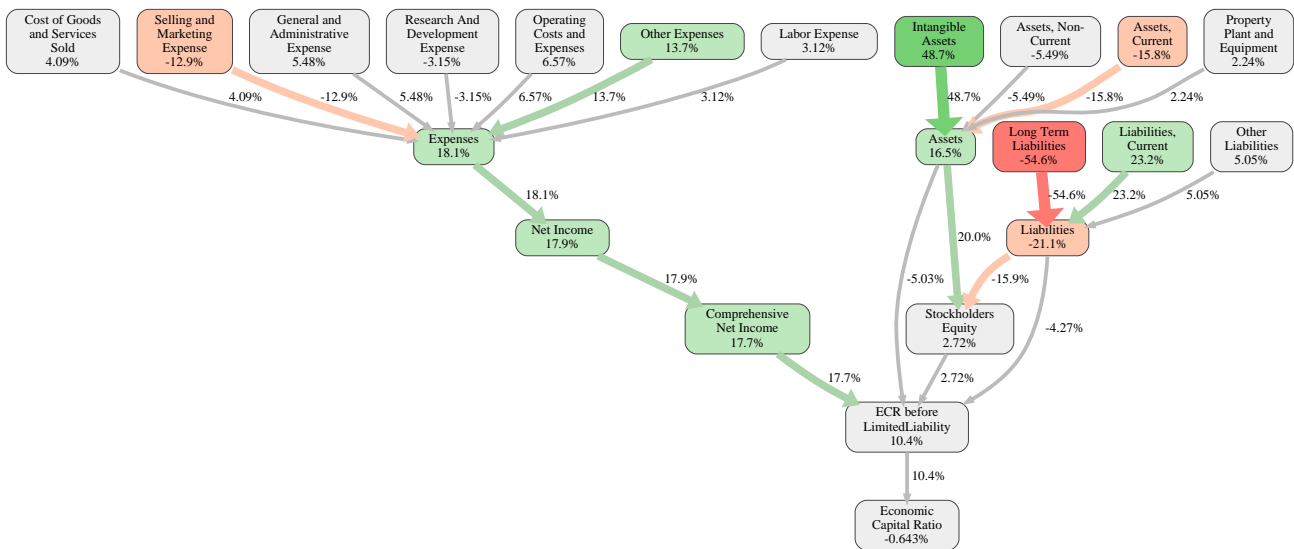 Cost of Goods
and Services
Sold
4.09%
Selling and
Marketing
Expense
-12.9%
General and
Administrative
Expense
5.48%
Research And
Development
Expense
-3.15%
Operating
Costs and
Expenses
6.57%
Other Expenses
13.7%
Labor Expense
3.12%
Intangible
Assets
48.7%
Assets, Non-
Current
-5.49%
Assets,
Current
-15.8%
Property
Plant and
Equipment
2.24%
4.09%
-12.9%
5.48%
-3.15%
6.57%
13.7%
3.12%
48.7%
-5.49%
-15.8%
2.24%
Expenses
18.1%
Assets
16.5%
Long Term
Liabilities
-54.6%
Liabilities,
Current
23.2%
Other
Liabilities
5.05%
18.1%
-54.6%
23.2%
5.05%
Net Income
17.9%
20.0%
Liabilities
-21.1%
17.9%
-5.03%
-15.9%
Comprehensive
Net Income
17.7%
Stockholders
Equity
2.72%
-4.27%
17.7%
2.72%
ECR before
LimitedLiability
10.4%
10.4%
Economic
Capital Ratio
-0.643%